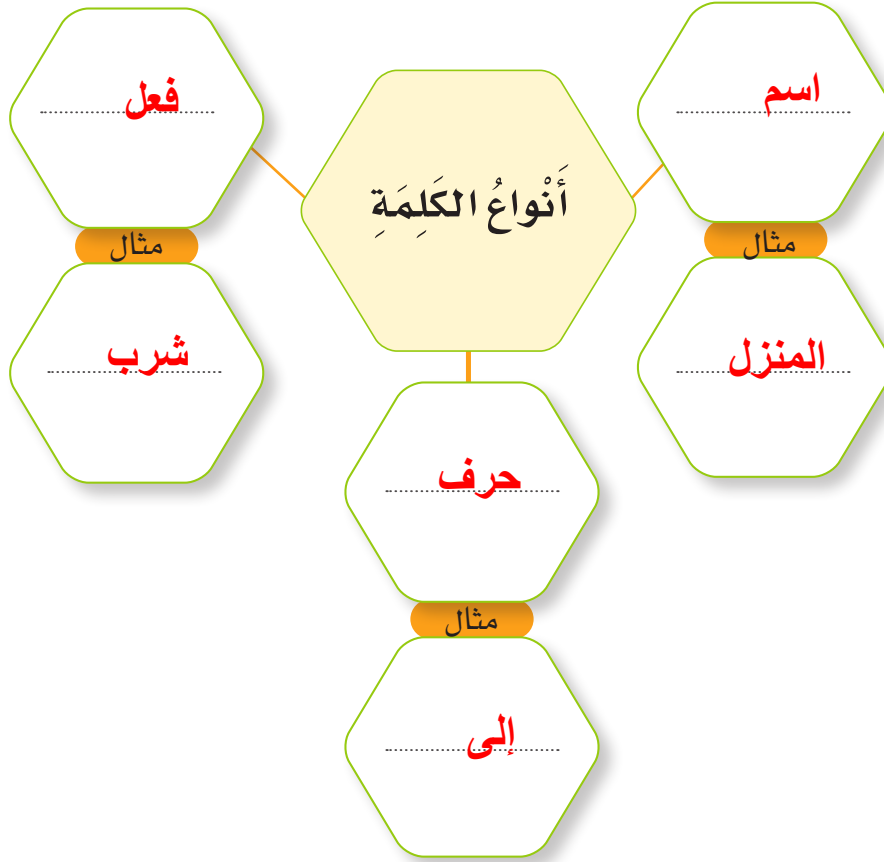 أَنْواعُ الكَلِمَةِ
اسم
مثال
المنزل
فعل
مثال
شرب
حرف
مثال
إلى